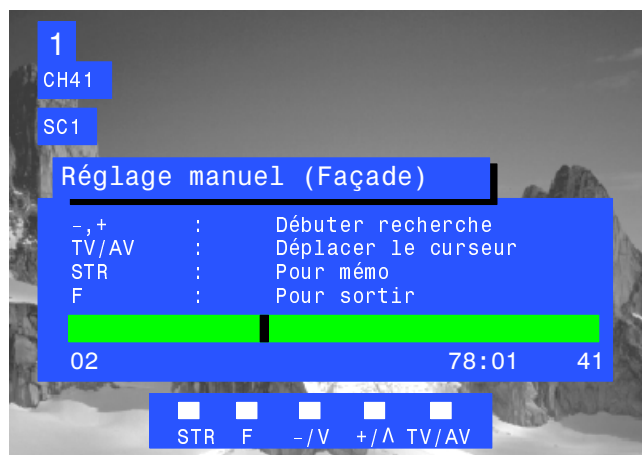 1
CH41
SC1
Réglage manuel (Façade)
-,+ : Débuter recherche
TV/AV : Déplacer le curseur
STR : Pour mémo
F : Pour sortir
02 78:01 41
STR F -/V +/Λ TV/AV